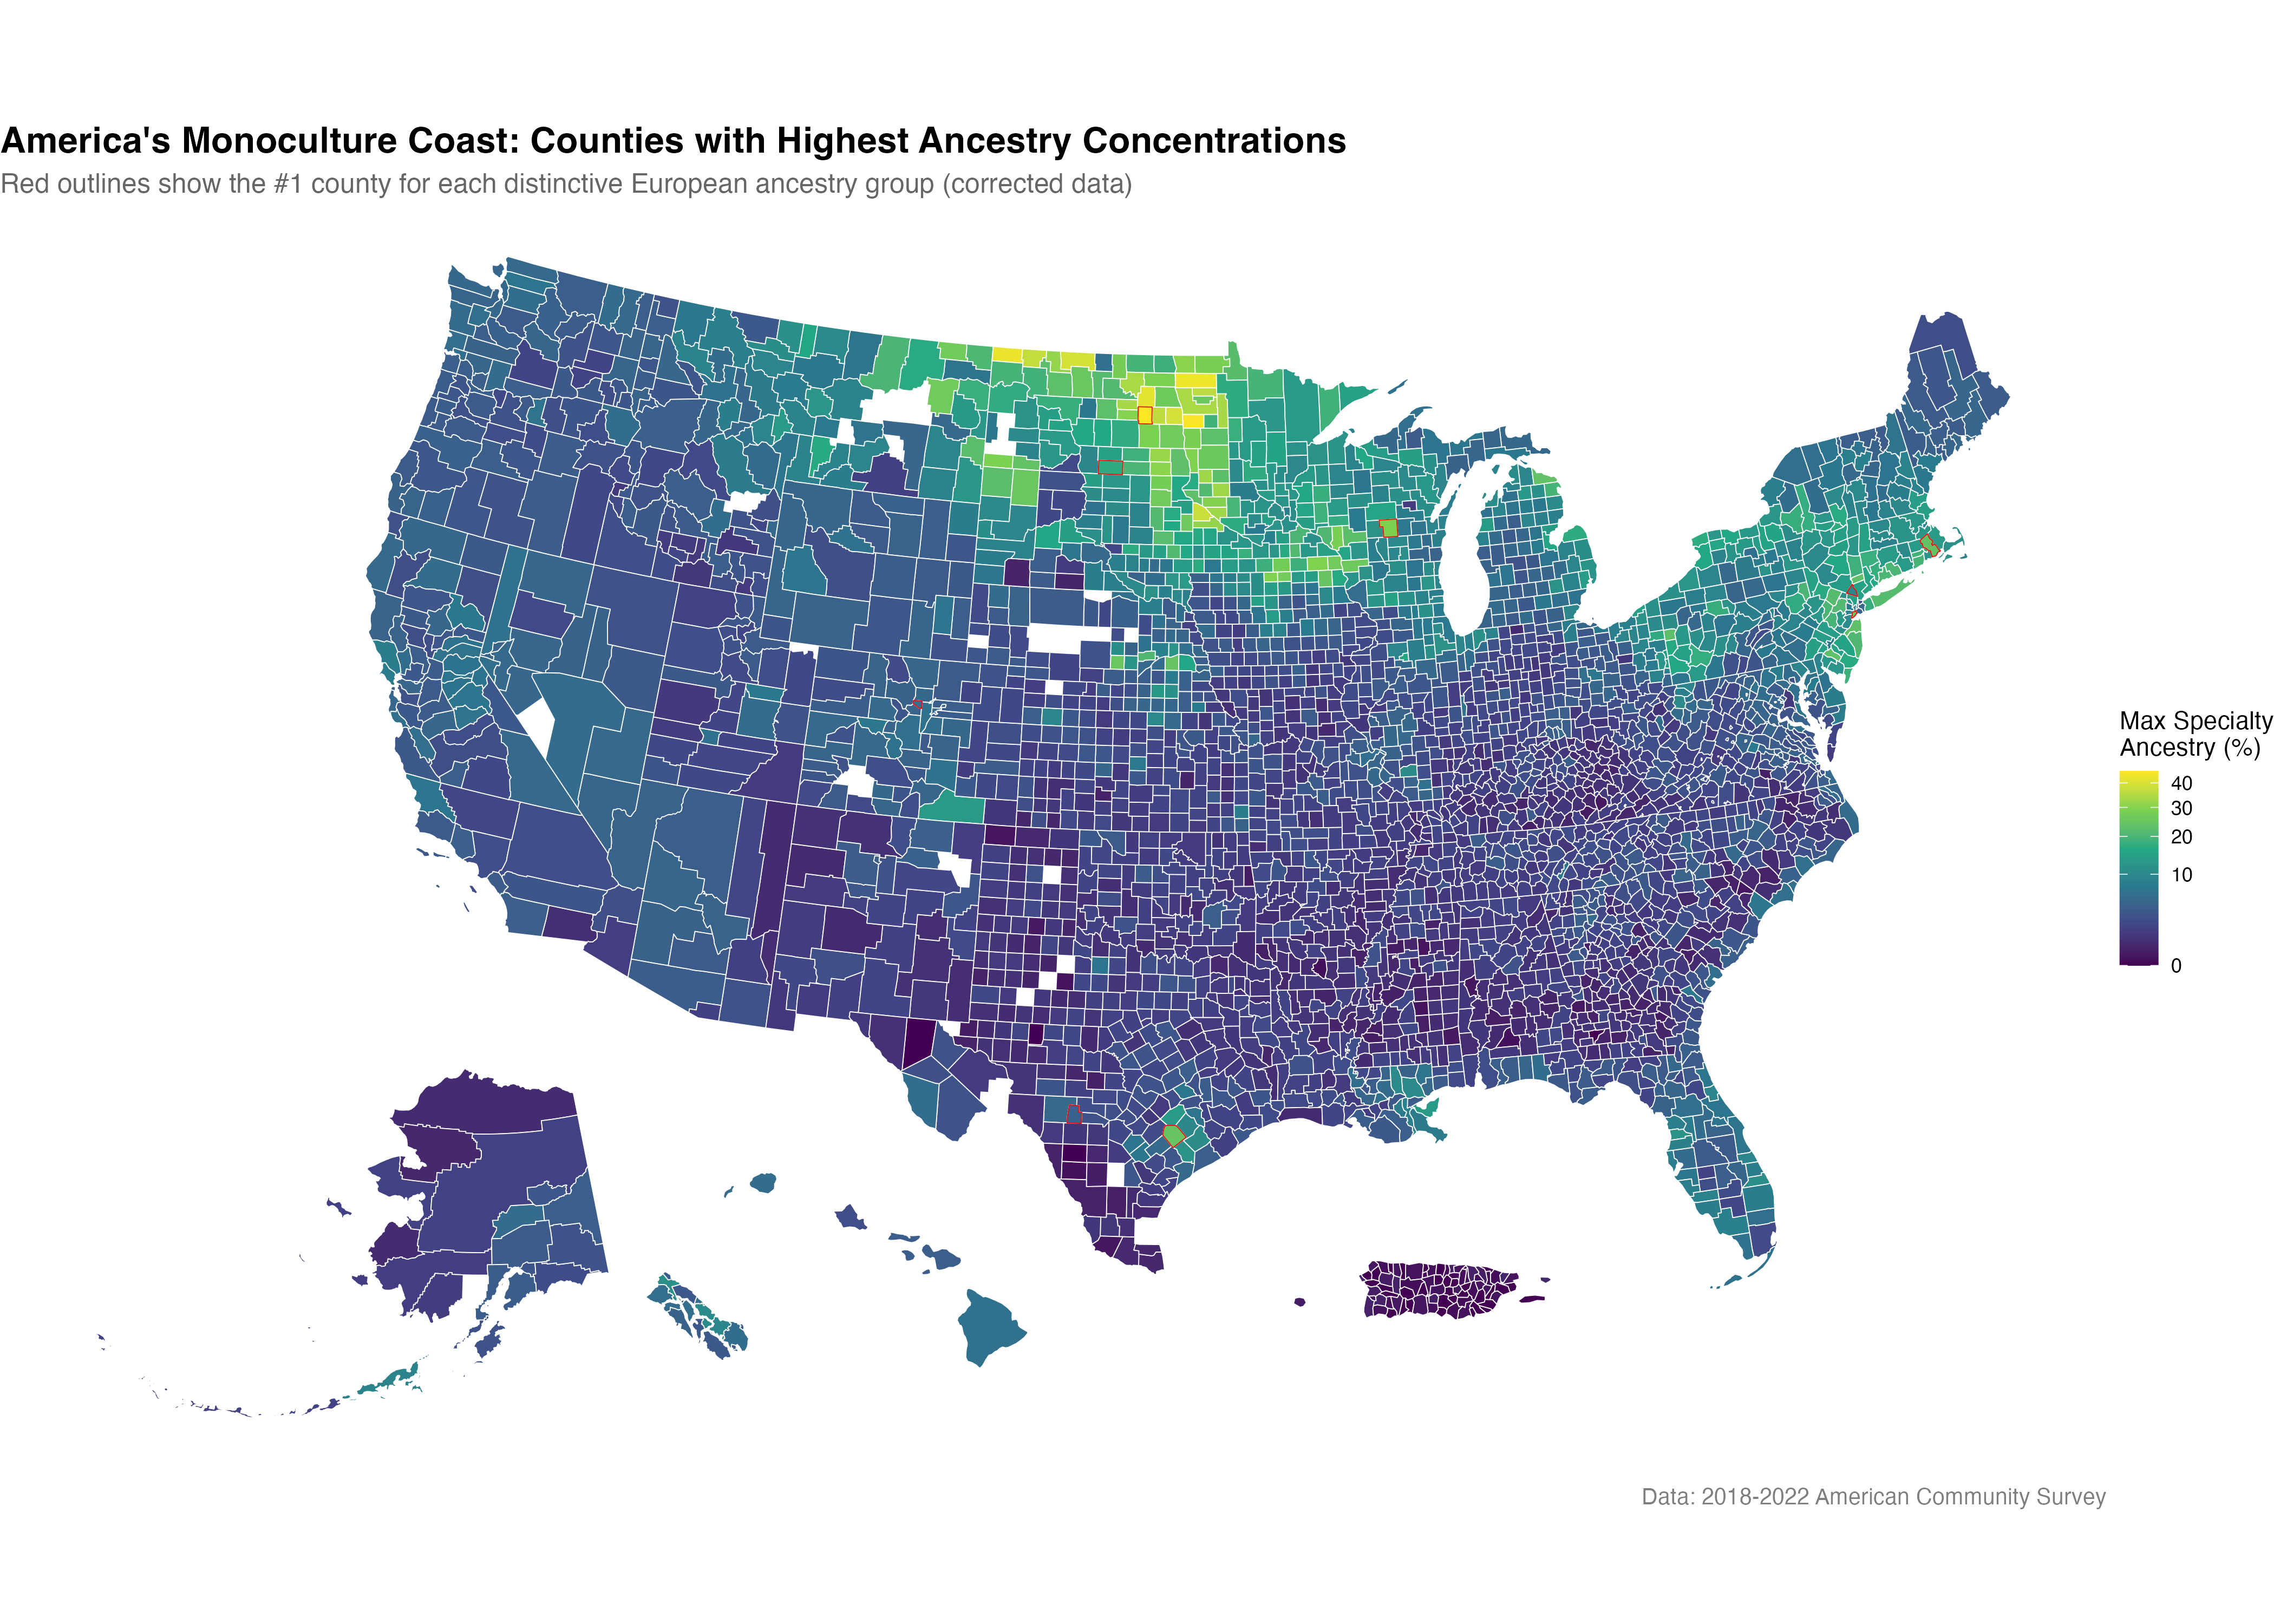 America's Monoculture Coast: Counties with Highest Ancestry Concentrations
Red outlines show the #1 county for each distinctive European ancestry group (corrected data)
Max Specialty
Ancestry (%)
40
30
20
10
0
Data: 2018-2022 American Community Survey